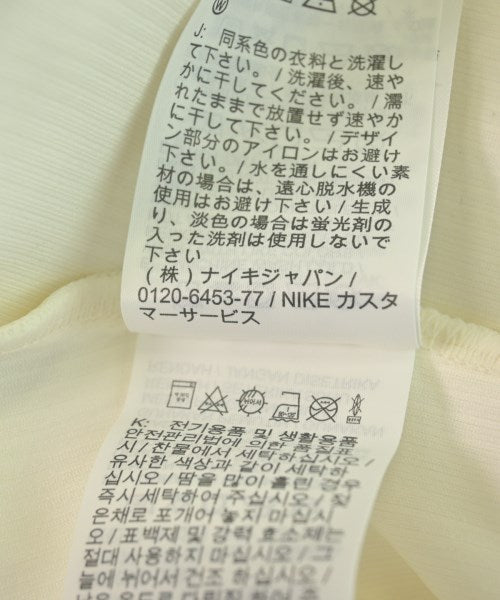 J: 同系色の衣料と洗濯し
て下さい。/ 洗濯後、速や
かに干してください。/ 濡
れたままで放置せず速やか
に干して下さい。/ デザイ
ン部分のアイロンはお避け
下さい。/ 水を通しにくい素
材の場合は、遠心脱水機の
使用はお避け下さい / 生成
り、淡色の場合は蛍光剤の
入った洗剤は使用しないで
下さい
(株)ナイキジャパン /
0120-6453-77 / NIKE カスタ
マーサービス
K: 전기용품 및 생활용품
안전관리법에 의한 품질표
시 / 찬물에서 세탁하십시오 /
유사한 색상과 같이 세탁하
십시오 / 땀을 많이 흘린 경우
즉시 세탁하여 주십시오 / 젖
은채로 포개어 놓지 마십시
오 / 표백제 및 강력 효소제는
절대 사용하지 마십시오 / 그
늘에 뉘어서 건조 하십시오 /